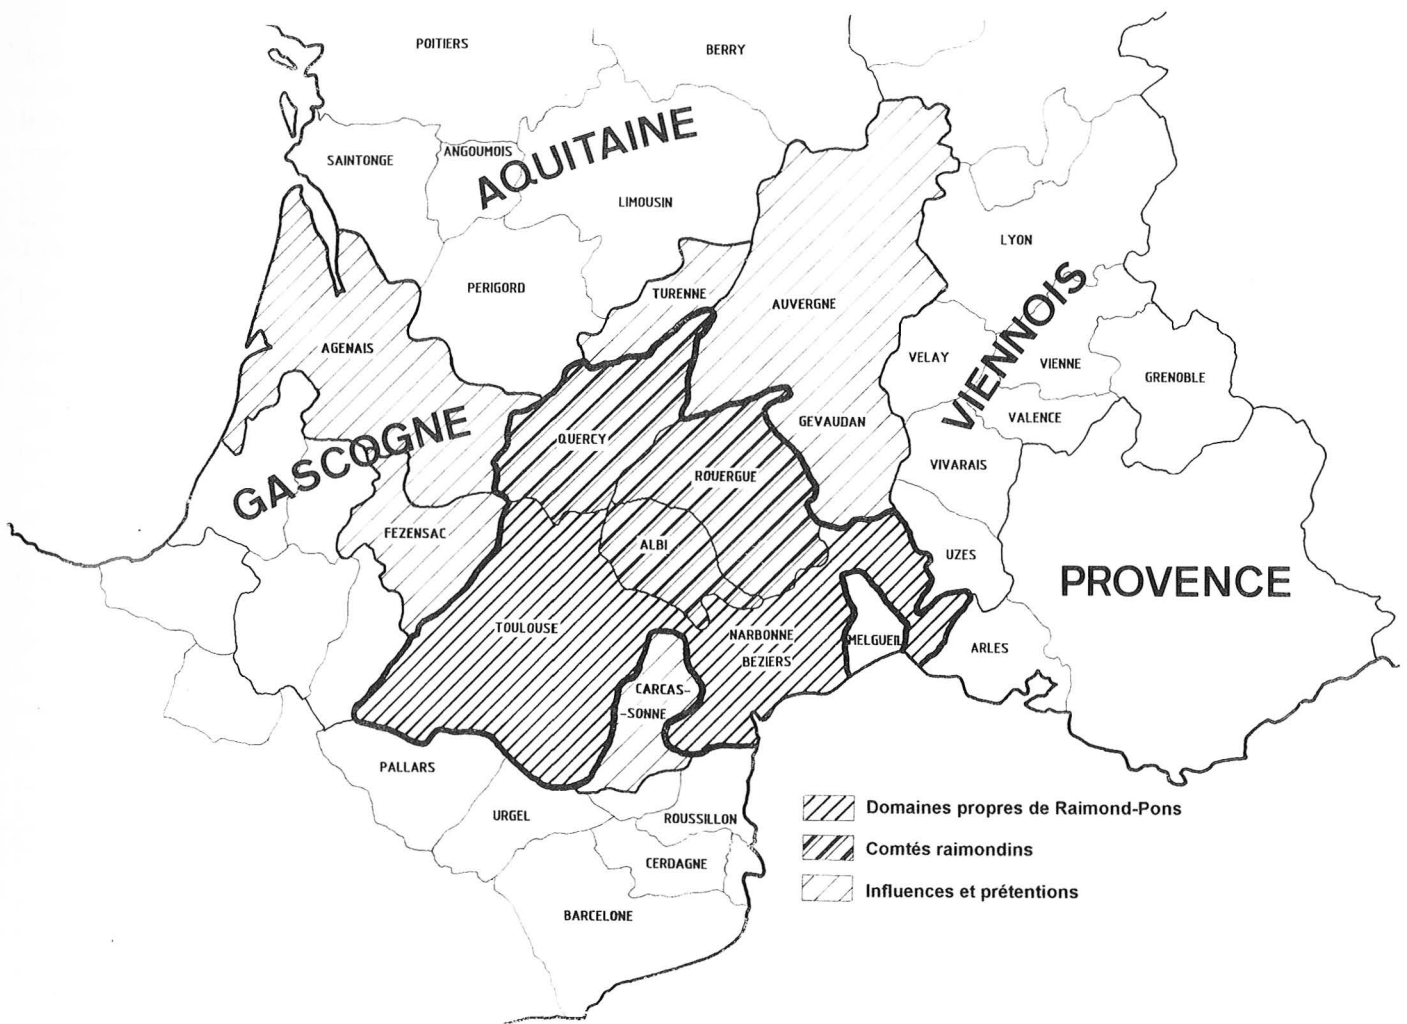 POITIERS
BERRY
AQUITAINE
SAINTONGE
ANGOUMOIS
LIMOUSIN
LYON
PERIGORD
TURENNE
AUVERGNE
VIENNOIS
AGENAIS
VELAY
VIENNE
GRENOBLE
GASCOGNE
QUERCY
GEVAUDAN
VALENCE
VIVARAIS
ROUERGUE
FEZENSAC
ALBI
UZES
PROVENCE
TOULOUSE
NARBONNE
BEZIERS
MELGUEIL
ARLES
CARCAS-
-SONNE
PALLARS
URGEL
ROUSSILLON
CERDAGNE
BARCELONE
Domaines propres de Raimond-Pons
Comtés raimondins
Influences et prétentions